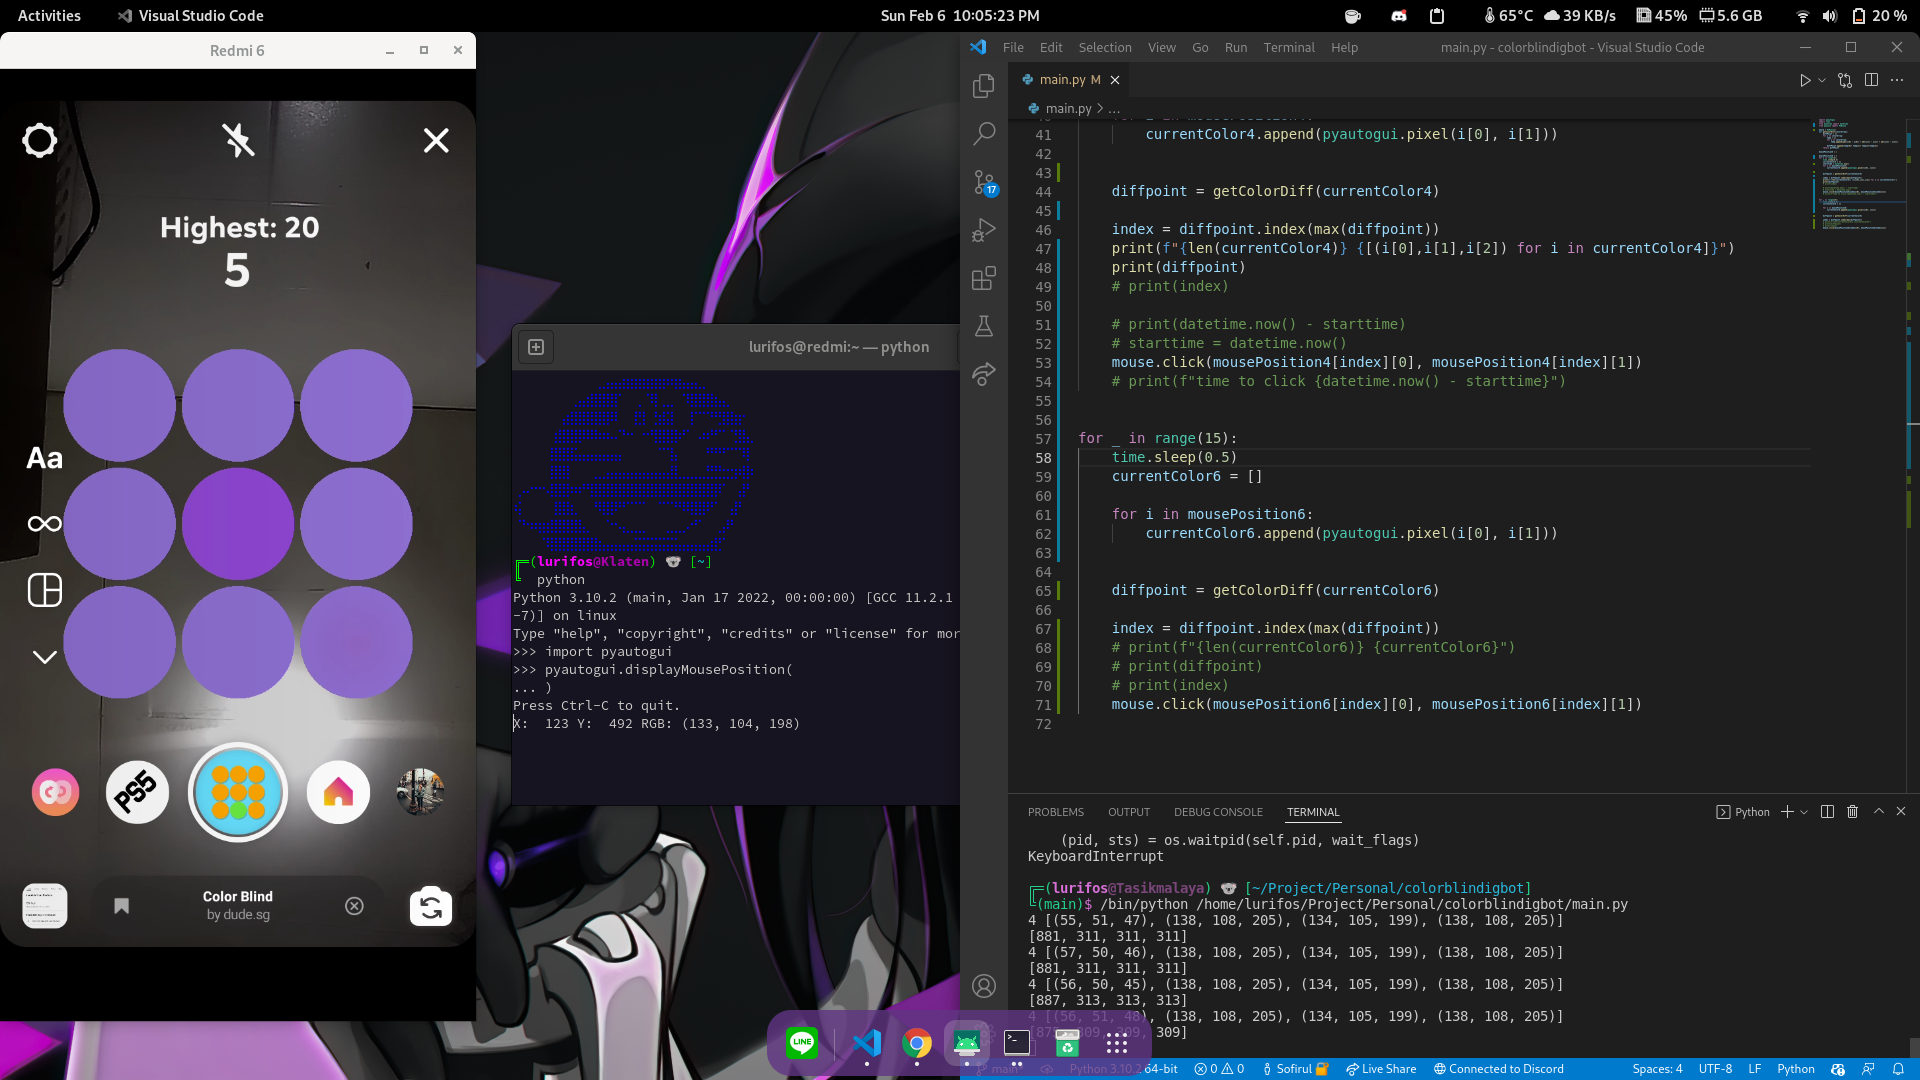 Activities
Visual Studio Code
Sun Feb 6 10:05:23 PM
65°C
39 KB/s
45%
5.6 GB
20 %
Redmi 6
Highest: 20
5
Aa
PS5
Color Blind
by dude.sg
lurifos@redmi:~ — python
(lurifos@Klaten) 🐨 [~]
python
Python 3.10.2 (main, Jan 17 2022, 00:00:00) [GCC 11.2.1
-7)] on linux
Type "help", "copyright", "credits" or "license" for mor
>>> import pyautogui
>>> pyautogui.displayMousePosition(
... )
Press Ctrl-C to quit.
X:  123 Y:  492 RGB: (133, 104, 198)
LINE
File Edit Selection View Go Run Terminal Help
main.py - colorblindigbot - Visual Studio Code
main.py M
main.py > ...
17
41 currentColor4.append(pyautogui.pixel(i[0], i[1]))
42
43
44 diffpoint = getColorDiff(currentColor4)
45
46 index = diffpoint.index(max(diffpoint))
47 print(f"{len(currentColor4)} {[(i[0],i[1],i[2]) for i in currentColor4]}")
48 print(diffpoint)
49 # print(index)
50
51 # print(datetime.now() - starttime)
52 # starttime = datetime.now()
53 mouse.click(mousePosition4[index][0], mousePosition4[index][1])
54 # print(f"time to click {datetime.now() - starttime}")
55
56
57 for _ in range(15):
58 time.sleep(0.5)
59 currentColor6 = []
60
61 for i in mousePosition6:
62 currentColor6.append(pyautogui.pixel(i[0], i[1]))
63
64
65 diffpoint = getColorDiff(currentColor6)
66
67 index = diffpoint.index(max(diffpoint))
68 # print(f"{len(currentColor6)} {currentColor6}")
69 # print(diffpoint)
70 # print(index)
71 mouse.click(mousePosition6[index][0], mousePosition6[index][1])
72
PROBLEMS OUTPUT DEBUG CONSOLE TERMINAL
Python
(pid, sts) = os.waitpid(self.pid, wait_flags)
KeyboardInterrupt
(lurifos@Tasikmalaya) 🐨 [~/Project/Personal/colorblindigbot]
(main)$ /bin/python /home/lurifos/Project/Personal/colorblindigbot/main.py
4 [(55, 51, 47), (138, 108, 205), (134, 105, 199), (138, 108, 205)]
[881, 311, 311, 311]
4 [(57, 50, 46), (138, 108, 205), (134, 105, 199), (138, 108, 205)]
[881, 311, 311, 311]
4 [(56, 50, 45), (138, 108, 205), (134, 105, 199), (138, 108, 205)]
[887, 313, 313, 313]
4 [(56, 51, 48), (138, 108, 205), (134, 105, 199), (138, 108, 205)]
309, 309]
main* Python 3.10.2 64-bit 0 0 Sofirul Live Share Connected to Discord Spaces: 4 UTF-8 LF Python